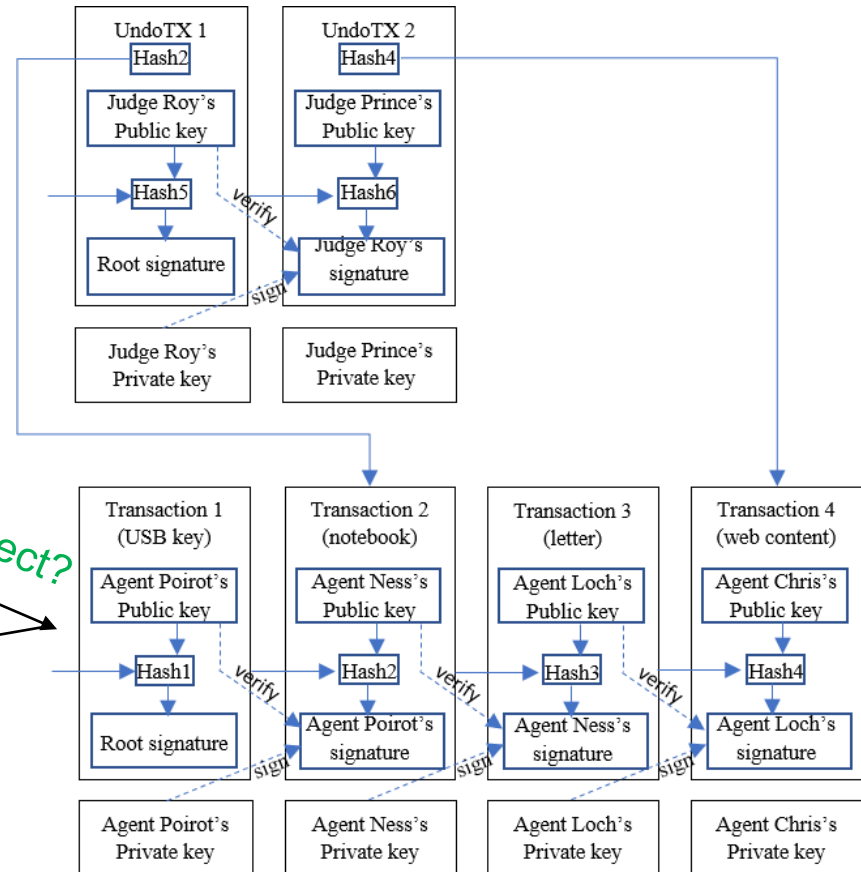 UndoTX 1
Hash2
Judge Roy's
Public key
Hash5
verify
Root signature
sign
Judge Roy's
Private key
UndoTX 2
Hash4
Judge Prince's
Public key
Hash6
Judge Roy's
signature
Judge Prince's
Private key
ect?
Transaction 1
(USB key)
Agent Poirot's
Public key
Hash1
verify
Root signature
sign
Agent Poirot's
Private key
Transaction 2
(notebook)
Agent Ness's
Public key
Hash2
verify
Agent Poirot's
signature
sign
Agent Ness's
Private key
Transaction 3
(letter)
Agent Loch's
Public key
Hash3
verify
Agent Ness's
signature
sign
Agent Loch's
Private key
Transaction 4
(web content)
Agent Chris's
Public key
Hash4
Agent Loch's
signature
Agent Chris's
Private key